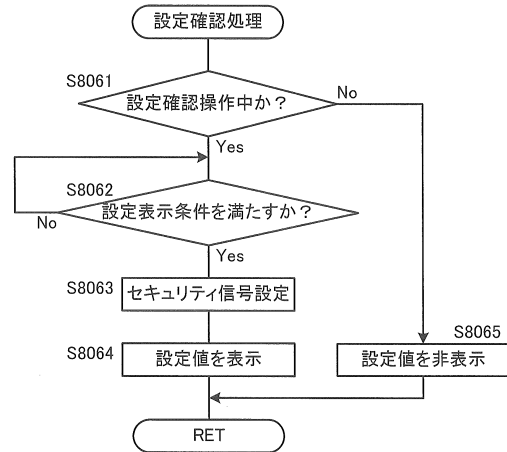 設定確認処理
S8061
設定確認操作中か？
No
Yes
S8062
設定表示条件を満たすか？
No
Yes
S8063
セキュリティ信号設定
S8064
設定値を表示
S8065
設定値を非表示
RET